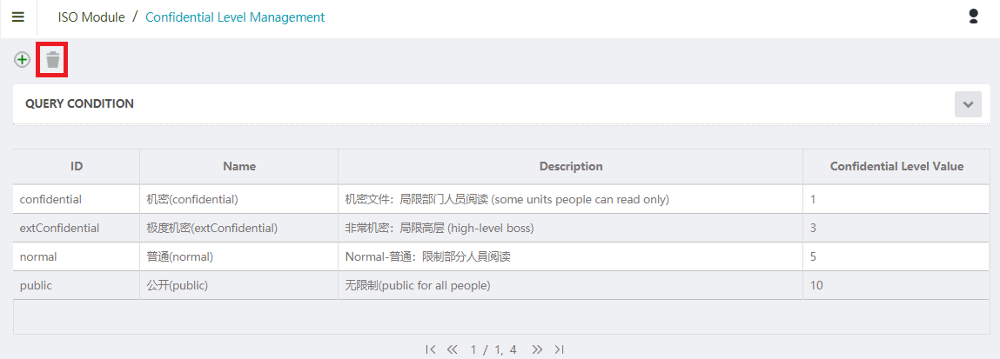 ISO Module / Confidential Level Management
QUERY CONDITION
ID Name Description Confidential Level Value
confidential 机密(confidential) 机密文件：局限部门人员阅读 (some units people can read only) 1
extConfidential 极度机密(extConfidential) 非常机密：局限高层 (high-level boss) 3
normal 普通(normal) Normal-普通：限制部分人員阅读 5
public 公开(public) 无限制(public for all people) 10
1 / 1, 4